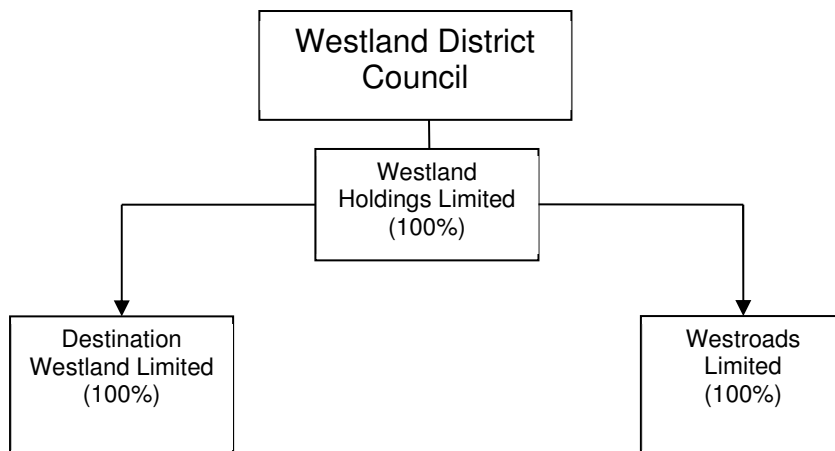 Westland District
Council
Westland
Holdings Limited
(100%)
Destination
Westland Limited
(100%)
Westroads
Limited
(100%)